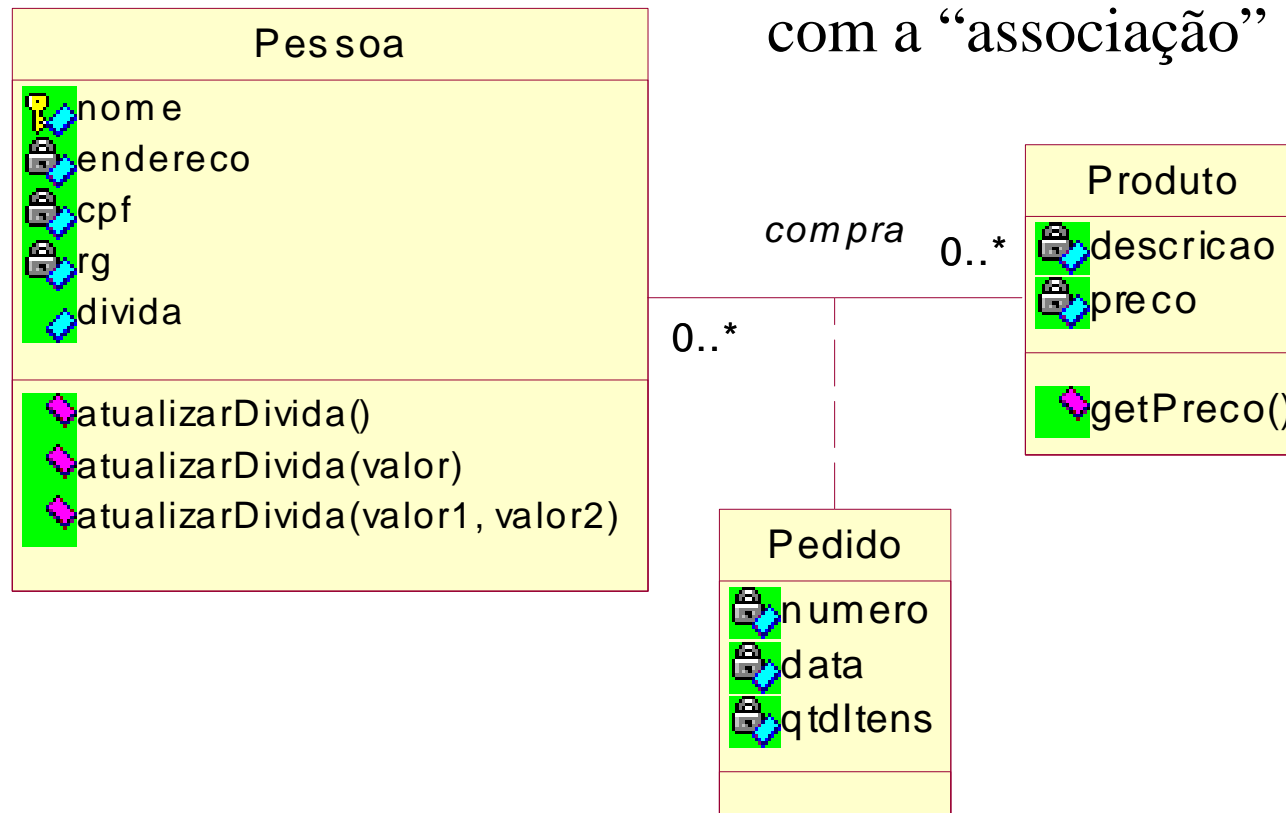 com a “associação”
Pessoa
nome
endereco
cpf
rg
divida
atualizarDivida()
atualizarDivida(valor)
atualizarDivida(valor1, valor2)
compra
0..*
0..*
Produto
descricao
preco
getPreco()
Pedido
numero
data
qtdItens